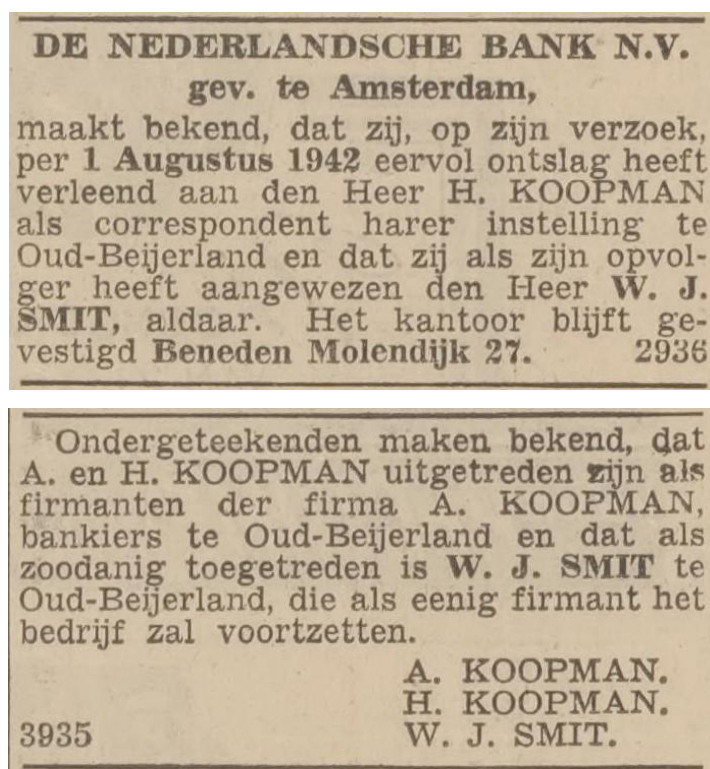 DE NEDERLANDSCHE BANK N.V.
gev. te Amsterdam,
maakt bekend, dat zij, op zijn verzoek,
per 1 Augustus 1942 eervol ontslag heeft
verleend aan den Heer H. KOOPMAN
als correspondent harer instelling te
Oud-Beijerland en dat zij als zijn opvol-
ger heeft aangewezen den Heer W. J.
SMIT, aldaar. Het kantoor blijft ge-
vestigd Beneden Molendijk 27. 2936
Ondergeteekenden maken bekend, dat
A. en H. KOOPMAN uitgetreden zijn als
firmanten der firma A. KOOPMAN,
bankiers te Oud-Beijerland en dat als
zoodanig toegetreden is W. J. SMIT te
Oud-Beijerland, die als eenig firmant het
bedrijf zal voortzetten.
A. KOOPMAN.
H. KOOPMAN.
3935 W. J. SMIT.